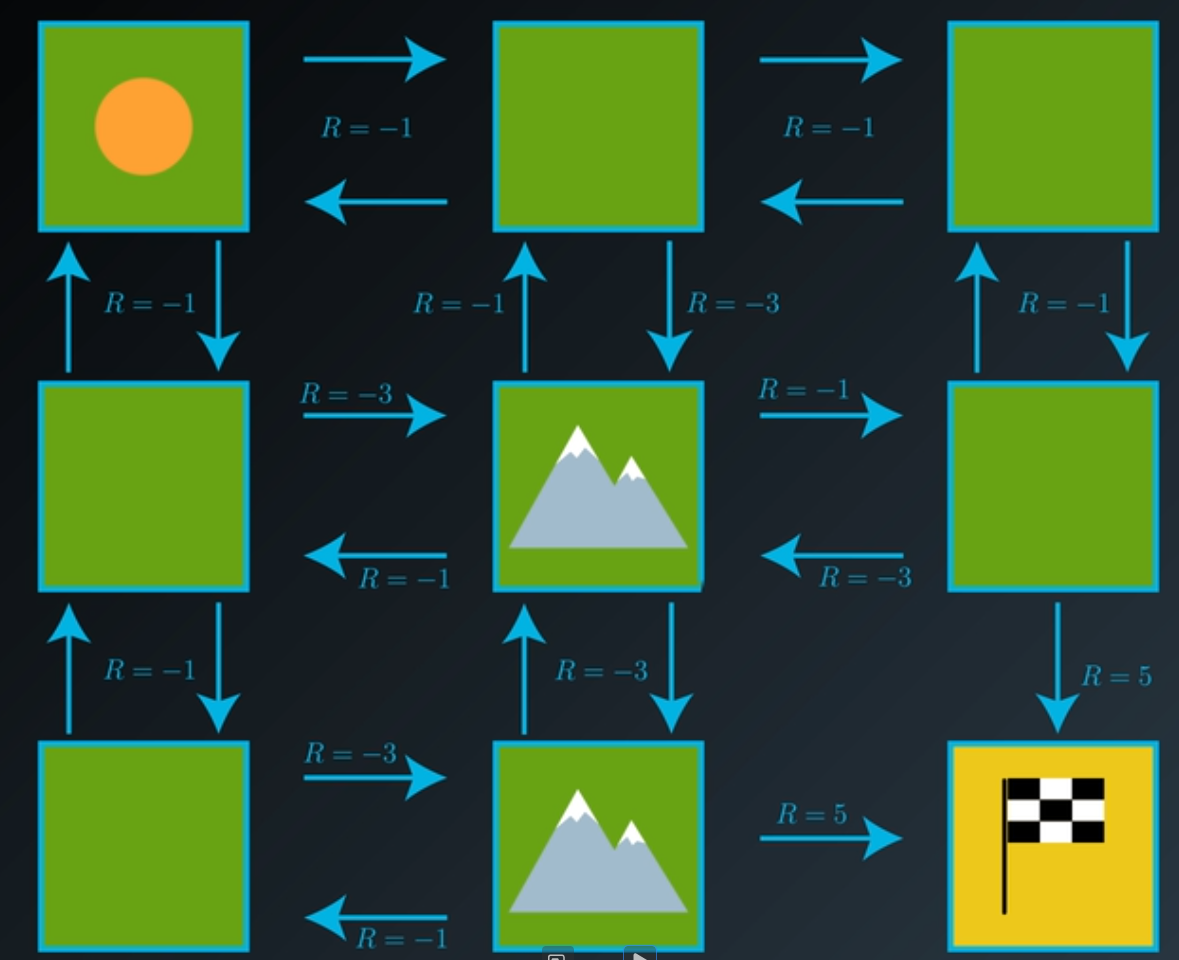 R = −1
R = −1
R = −1
R = −1
R = −3
R = −1
R = −3
R = −1
R = −1
R = −3
R = −1
R = −3
R = 5
R = −3
R = 5
R = −1